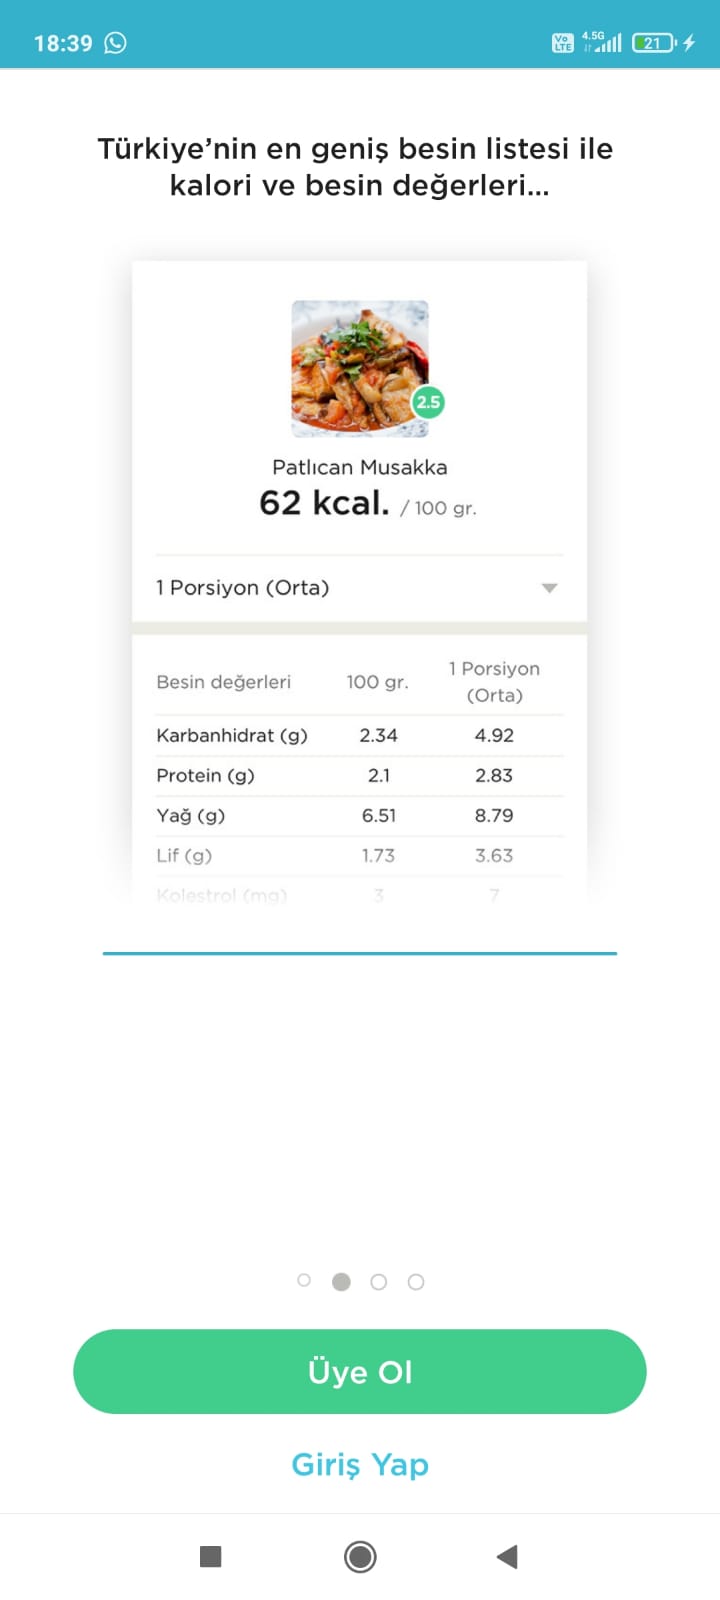 18:39
Vo LTE 4.5G 21
Türkiye’nin en geniş besin listesi ile
kalori ve besin değerleri...
2.5
Patlıcan Musakka
62 kcal. / 100 gr.
1 Porsiyon (Orta)
Besin değerleri 100 gr. 1 Porsiyon (Orta)
Karbanhidrat (g) 2.34 4.92
Protein (g) 2.1 2.83
Yağ (g) 6.51 8.79
Lif (g) 1.73 3.63
Kolestrol (mg) 3 7
Üye Ol
Giriş Yap